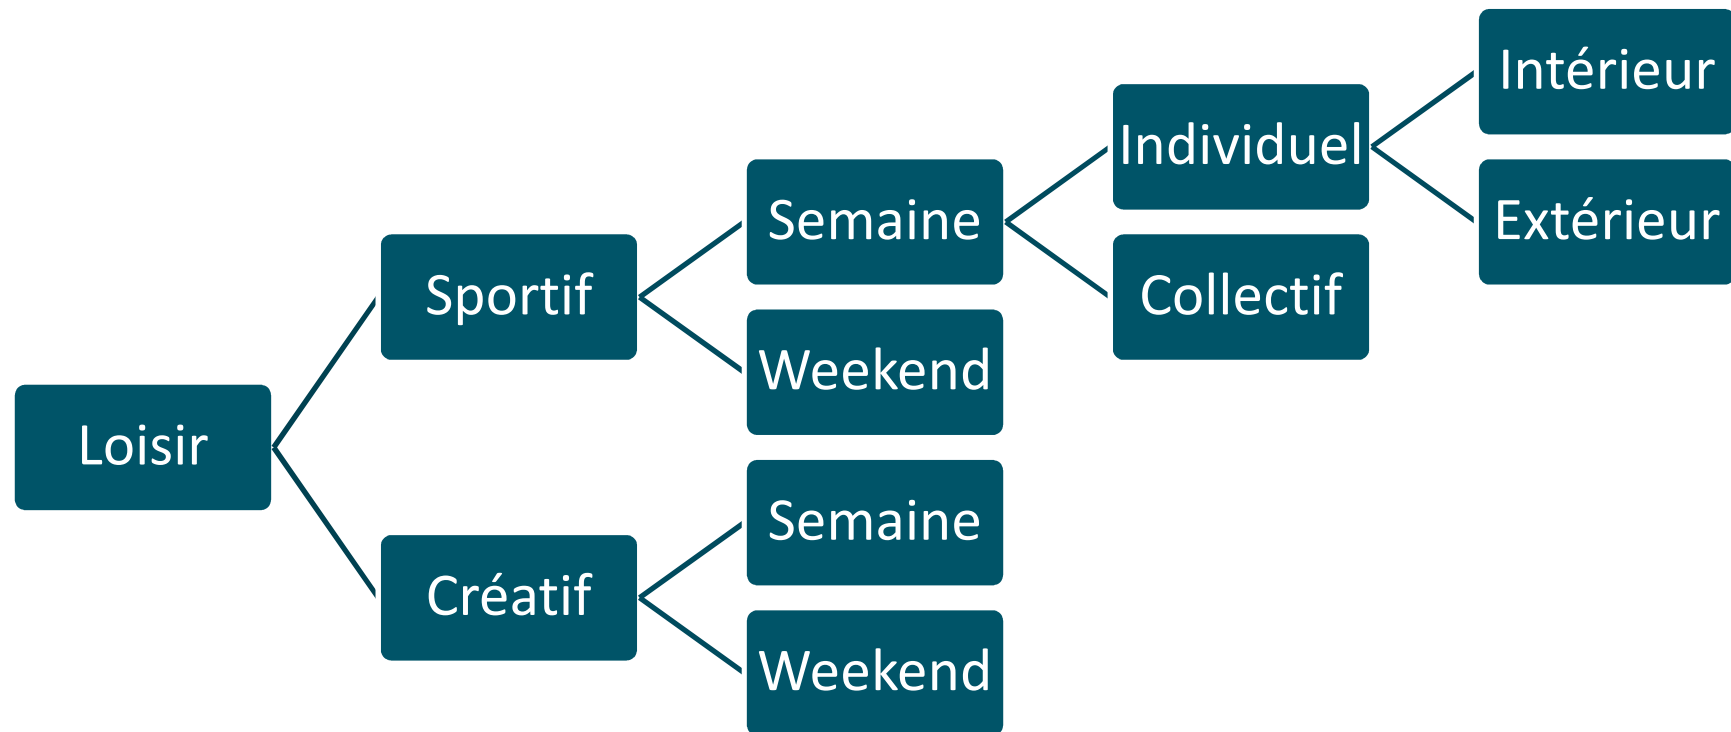 Loisir
Sportif
Semaine
Individuel
Intérieur
Extérieur
Collectif
Weekend
Créatif
Semaine
Weekend